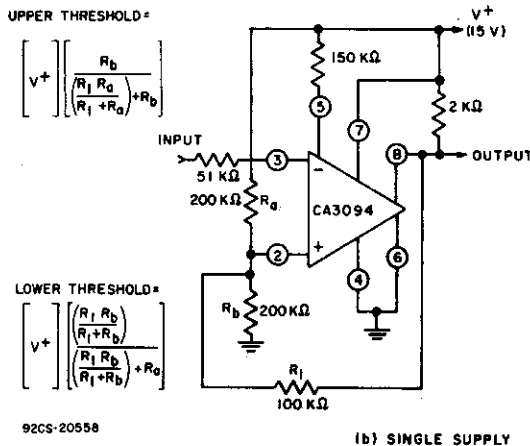 UPPER THRESHOLD=
[V+] [Rb / ((R1 Ra / R1 + Ra) + Rb)]
V+
(15 V)
150 KΩ
5
7
2 KΩ
INPUT
3
8
OUTPUT
51 KΩ
−
200 KΩ Ra
CA3094
2
+
6
4
LOWER THRESHOLD=
[V+] [(R1 Rb / R1 + Rb) / ((R1 Rb / R1 + Rb) + Ra)]
Rb 200 KΩ
R1
100 KΩ
92CS-20558
(b) SINGLE SUPPLY